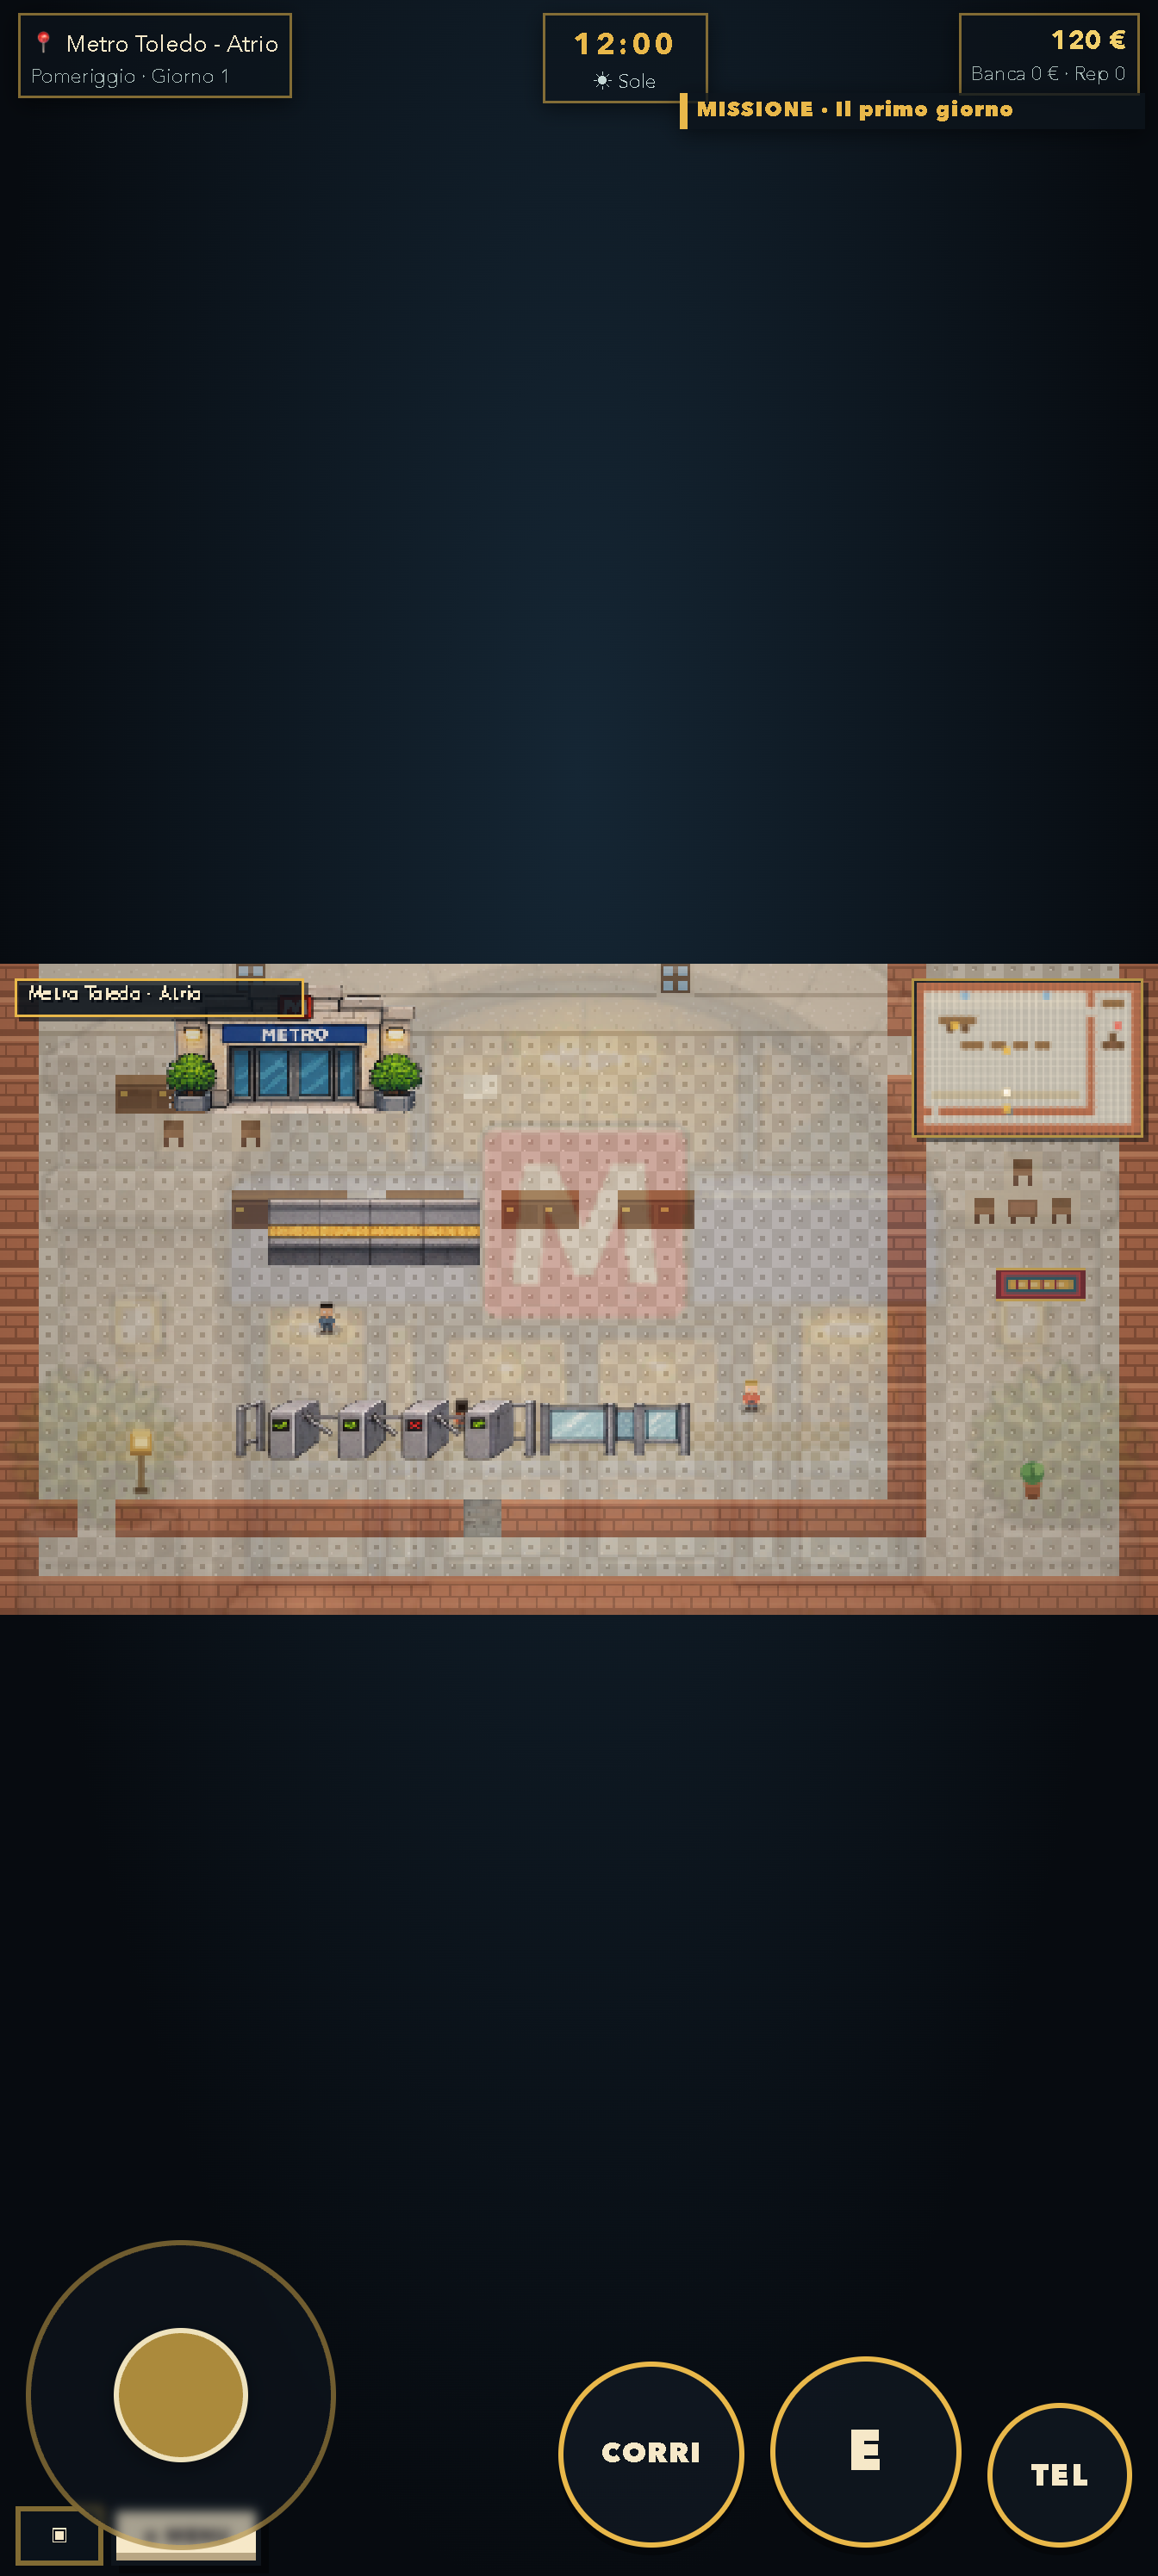 📍 Metro Toledo - Atrio
Pomeriggio · Giorno 1
12:00
☀ Sole
120 €
Banca 0 € · Rep 0
MISSIONE · Il primo giorno
Metro Toledo - Atrio
M
METRO
M
CORRI
E
TEL